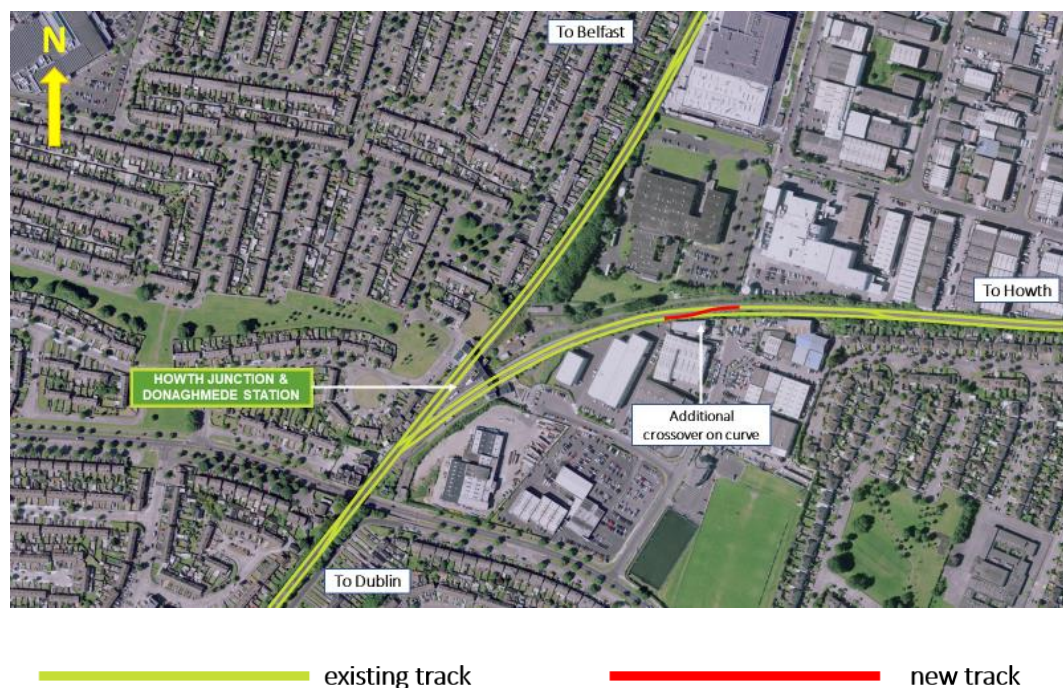 To Belfast
N
To Howth
HOWTH JUNCTION &
DONAGHMEDE STATION
Additional
crossover on curve
To Dublin
existing track
new track